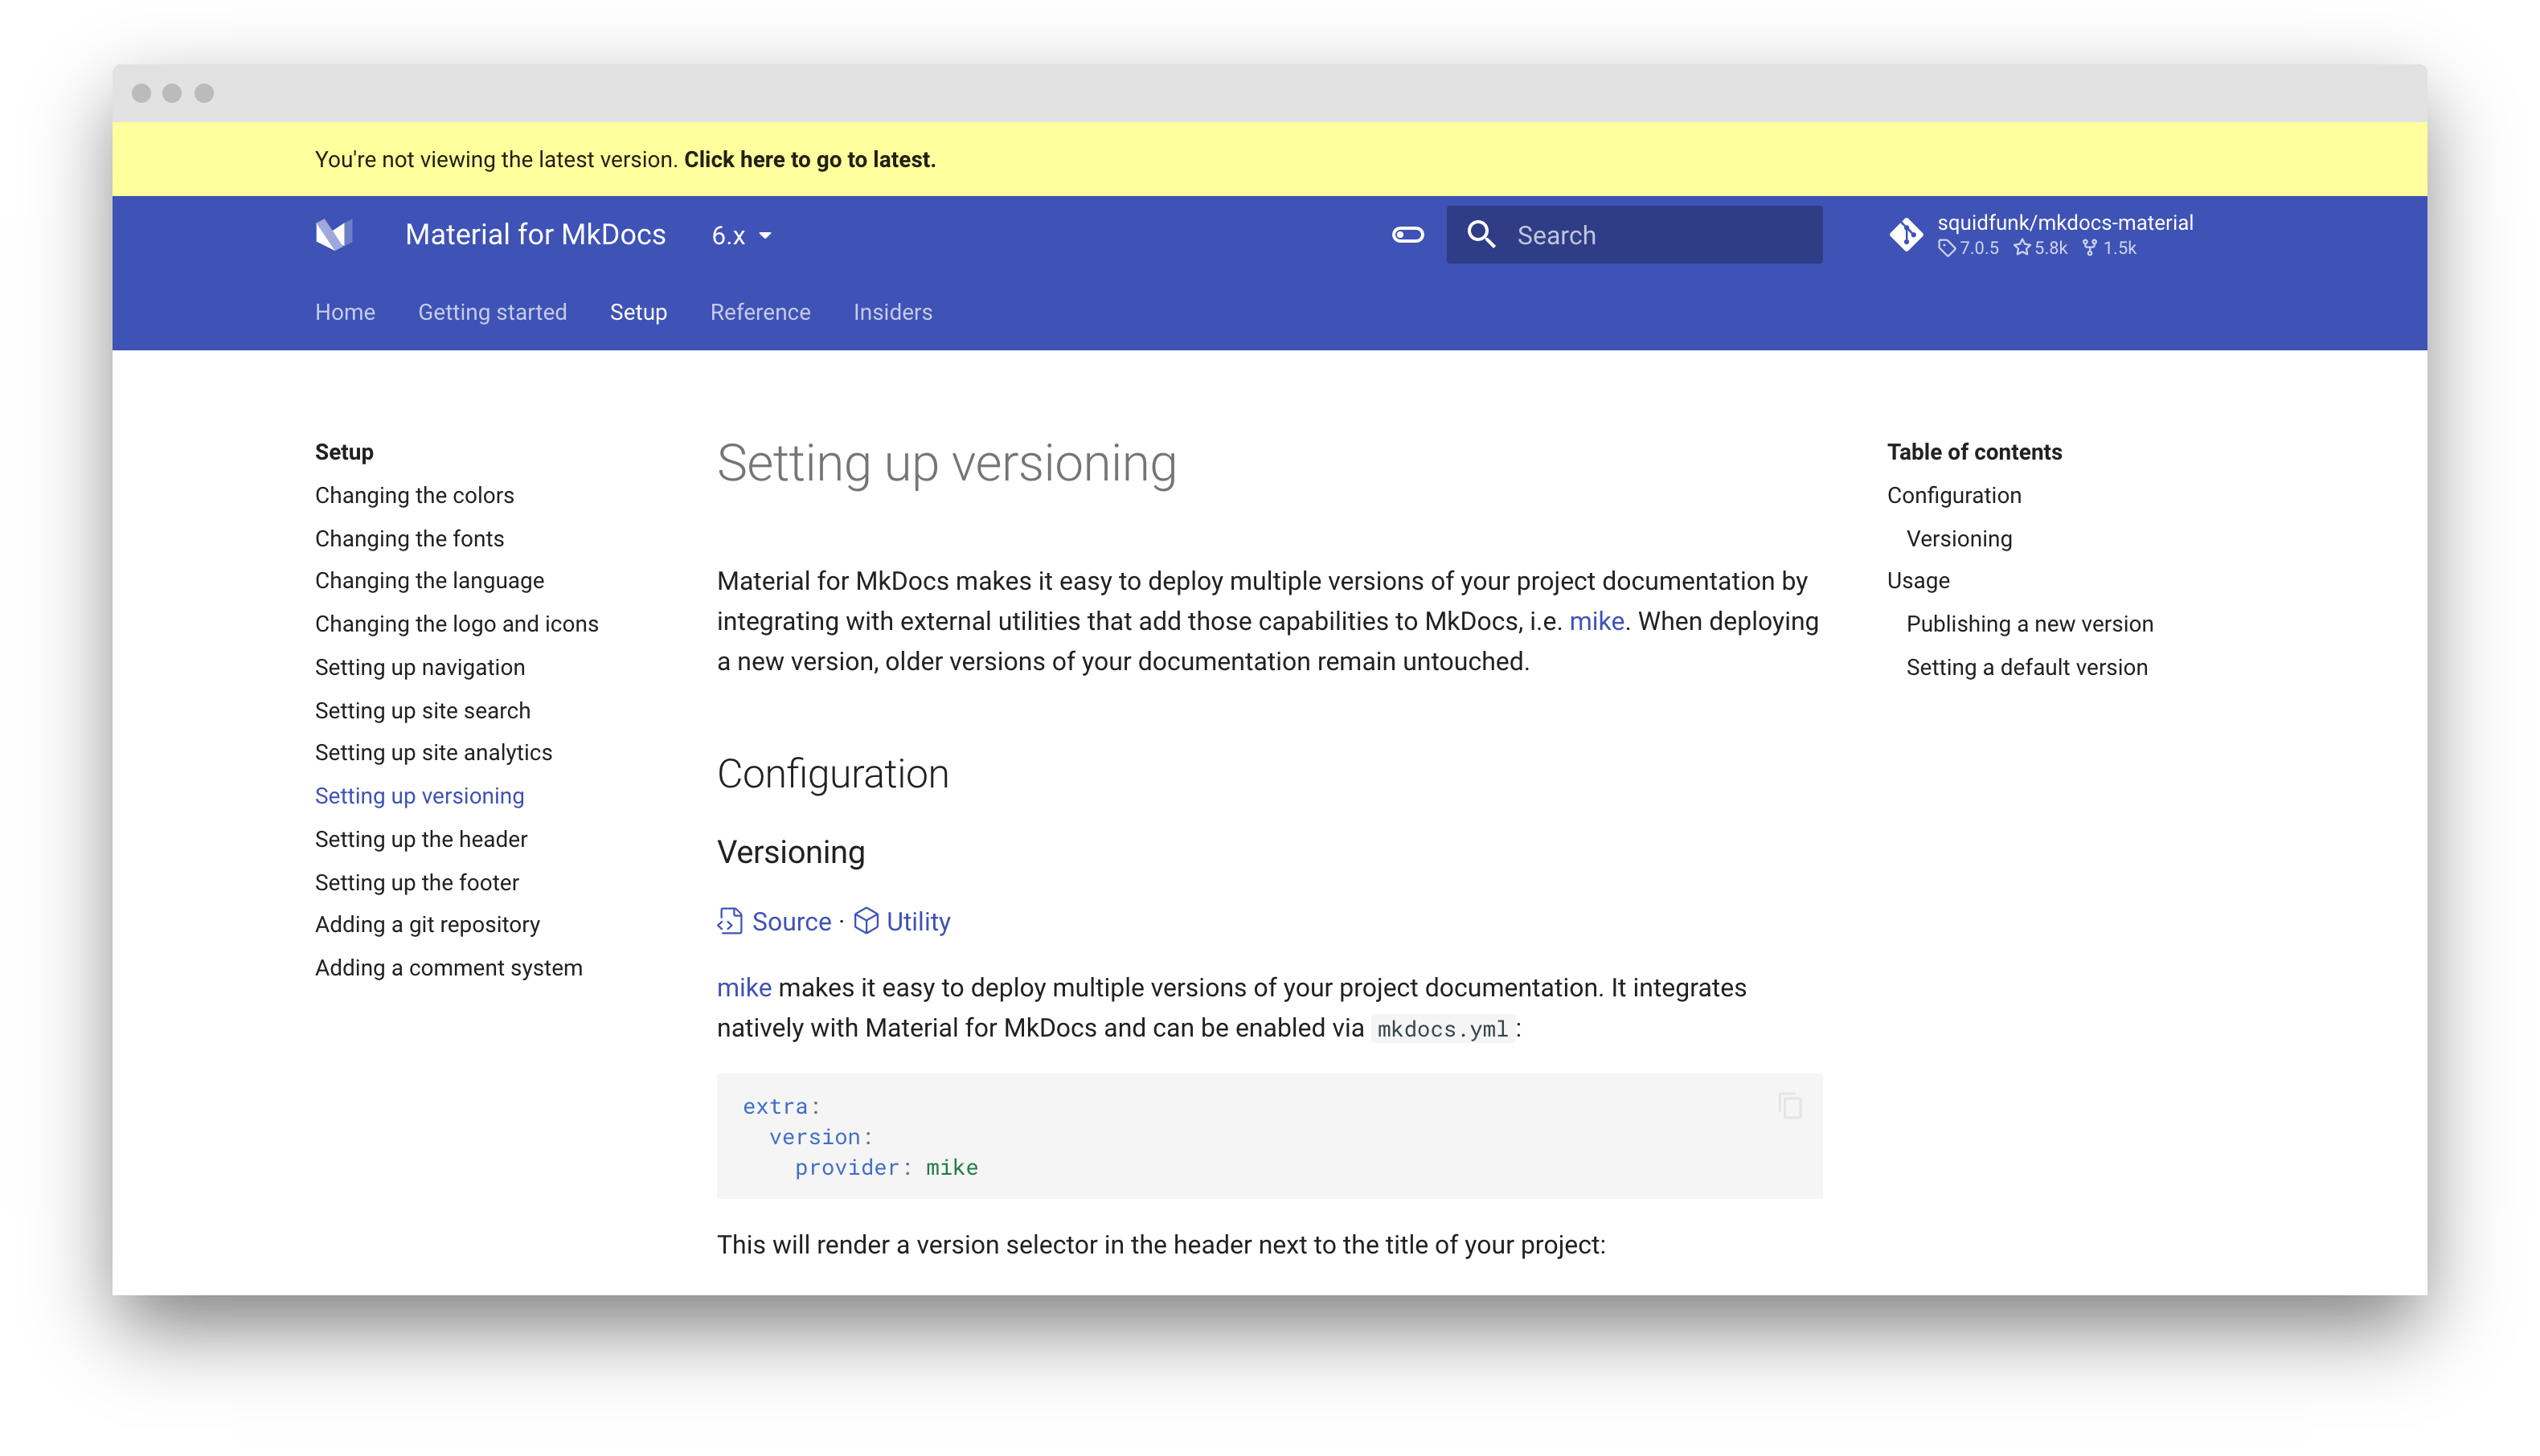 You're not viewing the latest version. Click here to go to latest.
Material for MkDocs
6.x
Search
squidfunk/mkdocs-material
7.0.5 5.8k 1.5k
Home Getting started Setup Reference Insiders
Setup
Changing the colors
Changing the fonts
Changing the language
Changing the logo and icons
Setting up navigation
Setting up site search
Setting up site analytics
Setting up versioning
Setting up the header
Setting up the footer
Adding a git repository
Adding a comment system
Setting up versioning
Material for MkDocs makes it easy to deploy multiple versions of your project documentation by
integrating with external utilities that add those capabilities to MkDocs, i.e. mike. When deploying
a new version, older versions of your documentation remain untouched.
Configuration
Versioning
Source · Utility
mike makes it easy to deploy multiple versions of your project documentation. It integrates
natively with Material for MkDocs and can be enabled via mkdocs.yml:
extra:
  version:
    provider: mike
This will render a version selector in the header next to the title of your project:
Table of contents
Configuration
Versioning
Usage
Publishing a new version
Setting a default version